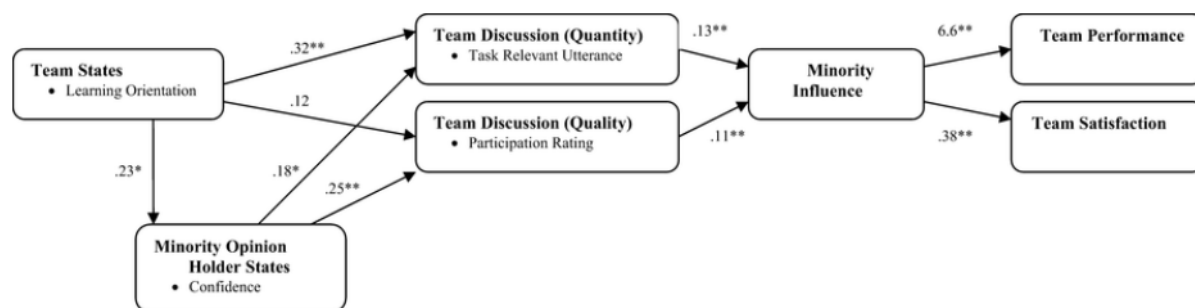 Team States
• Learning Orientation
.32**
.12
.23*
Minority Opinion
Holder States
• Confidence
.18*
.25**
Team Discussion (Quantity)
• Task Relevant Utterance
Team Discussion (Quality)
• Participation Rating
.13**
.11**
Minority
Influence
6.6**
.38**
Team Performance
Team Satisfaction